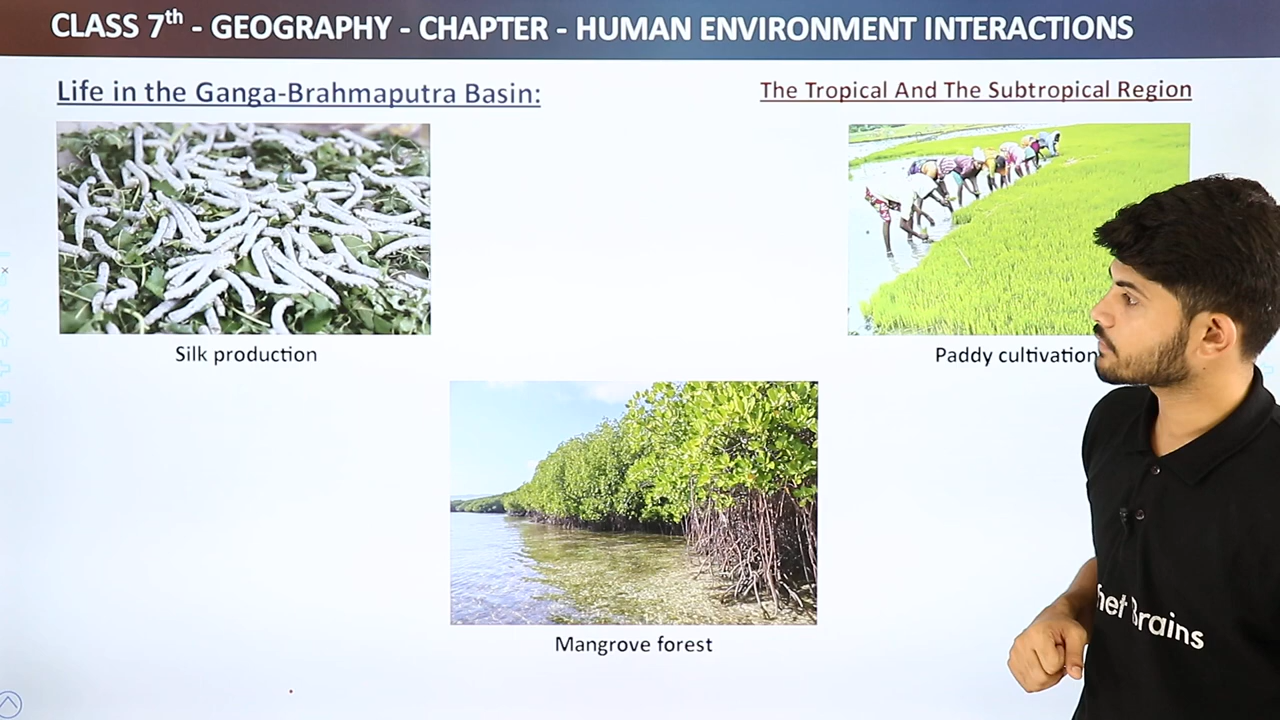 CLASS 7th - GEOGRAPHY - CHAPTER - HUMAN ENVIRONMENT INTERACTIONS
Life in the Ganga-Brahmaputra Basin:
The Tropical And The Subtropical Region
Silk production
Paddy cultivation
Mangrove forest
Brains